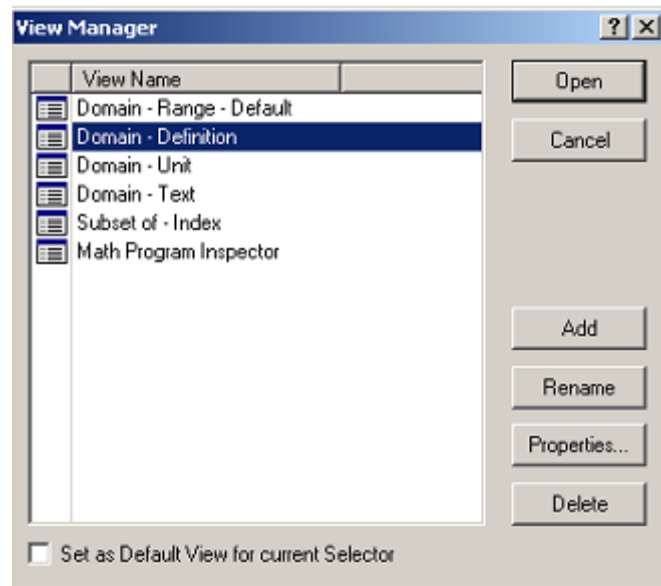 View Manager
View Name
Domain - Range - Default
Domain - Definition
Domain - Unit
Domain - Text
Subset of - Index
Math Program Inspector
Open
Cancel
Add
Rename
Properties...
Delete
Set as Default View for current Selector